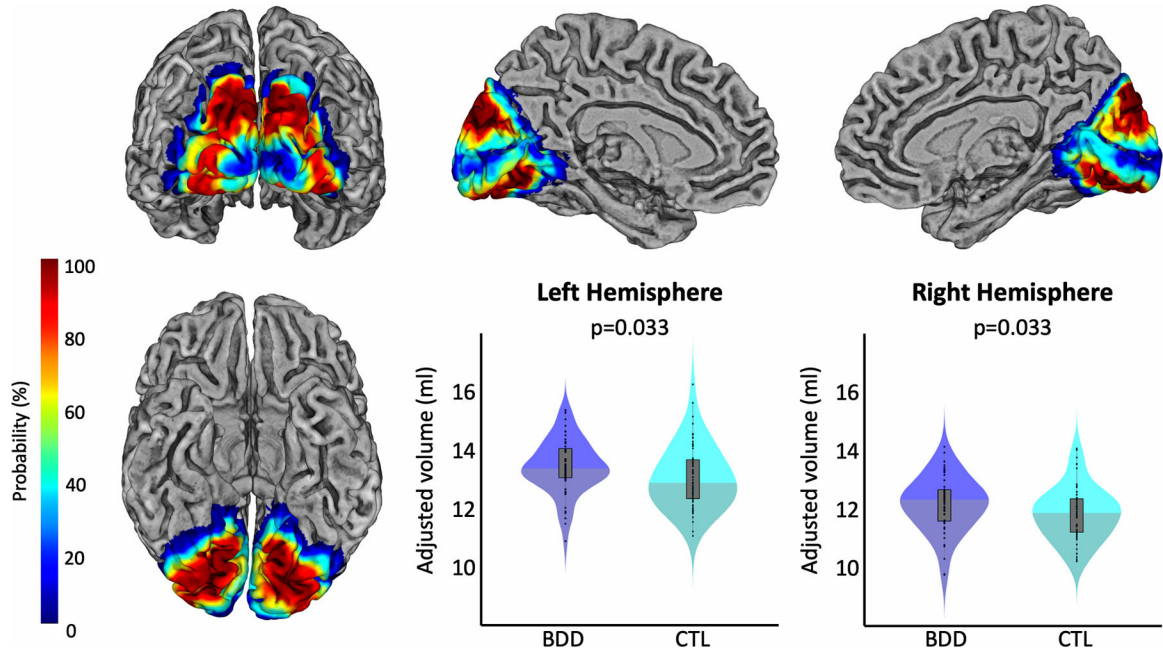 Probability (%)
100
80
60
40
20
0
Left Hemisphere
p=0.033
Adjusted volume (ml)
16
14
12
10
BDD CTL
Right Hemisphere
p=0.033
Adjusted volume (ml)
16
14
12
10
BDD CTL